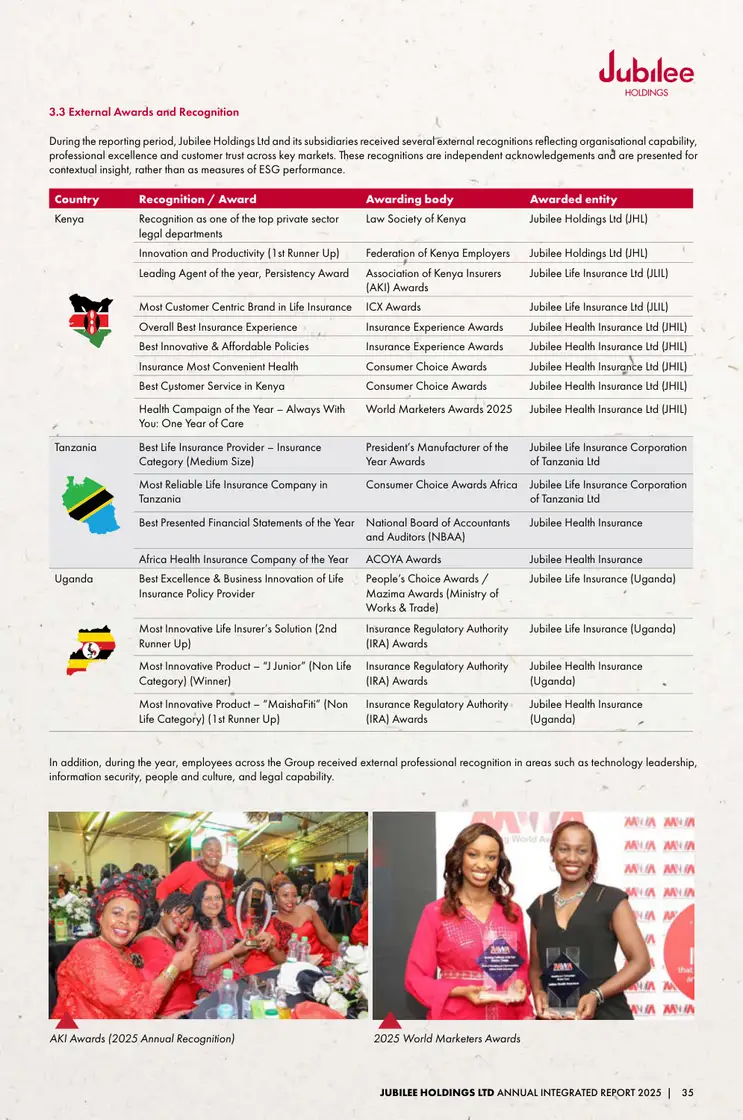 Jubilee
HOLDINGS
3.3 External Awards and Recognition
During the reporting period, Jubilee Holdings Ltd and its subsidiaries received several external recognitions reflecting organisational capability,
professional excellence and customer trust across key markets. These recognitions are independent acknowledgements and are presented for
contextual insight, rather than as measures of ESG performance.
Country Recognition / Award Awarding body Awarded entity
Kenya Recognition as one of the top private sector Law Society of Kenya Jubilee Holdings Ltd (JHL)
legal departments
Innovation and Productivity (1st Runner Up) Federation of Kenya Employers Jubilee Holdings Ltd (JHL)
Leading Agent of the year, Persistency Award Association of Kenya Insurers Jubilee Life Insurance Ltd (JLIL)
(AKI) Awards
Most Customer Centric Brand in Life Insurance ICX Awards Jubilee Life Insurance Ltd (JLIL)
Overall Best Insurance Experience Insurance Experience Awards Jubilee Health Insurance Ltd (JHIL)
Best Innovative & Affordable Policies Insurance Experience Awards Jubilee Health Insurance Ltd (JHIL)
Insurance Most Convenient Health Consumer Choice Awards Jubilee Health Insurance Ltd (JHIL)
Best Customer Service in Kenya Consumer Choice Awards Jubilee Health Insurance Ltd (JHIL)
Health Campaign of the Year – Always With World Marketers Awards 2025 Jubilee Health Insurance Ltd (JHIL)
You: One Year of Care
Tanzania Best Life Insurance Provider – Insurance President's Manufacturer of the Jubilee Life Insurance Corporation
Category (Medium Size) Year Awards of Tanzania Ltd
Most Reliable Life Insurance Company in Consumer Choice Awards Africa Jubilee Life Insurance Corporation
Tanzania of Tanzania Ltd
Best Presented Financial Statements of the Year National Board of Accountants Jubilee Health Insurance
and Auditors (NBAA)
Africa Health Insurance Company of the Year ACOYA Awards Jubilee Health Insurance
Uganda Best Excellence & Business Innovation of Life People's Choice Awards / Jubilee Life Insurance (Uganda)
Insurance Policy Provider Mazima Awards (Ministry of
Works & Trade)
Most Innovative Life Insurer's Solution (2nd Insurance Regulatory Authority Jubilee Life Insurance (Uganda)
Runner Up) (IRA) Awards
Most Innovative Product – "J Junior" (Non Life Insurance Regulatory Authority Jubilee Health Insurance
Category) (Winner) (IRA) Awards (Uganda)
Most Innovative Product – "MaishaFiti" (Non Insurance Regulatory Authority Jubilee Health Insurance
Life Category) (1st Runner Up) (IRA) Awards (Uganda)
In addition, during the year, employees across the Group received external professional recognition in areas such as technology leadership,
information security, people and culture, and legal capability.
AKI Awards (2025 Annual Recognition) 2025 World Marketers Awards
JUBILEE HOLDINGS LTD ANNUAL INTEGRATED REPORT 2025 | 35